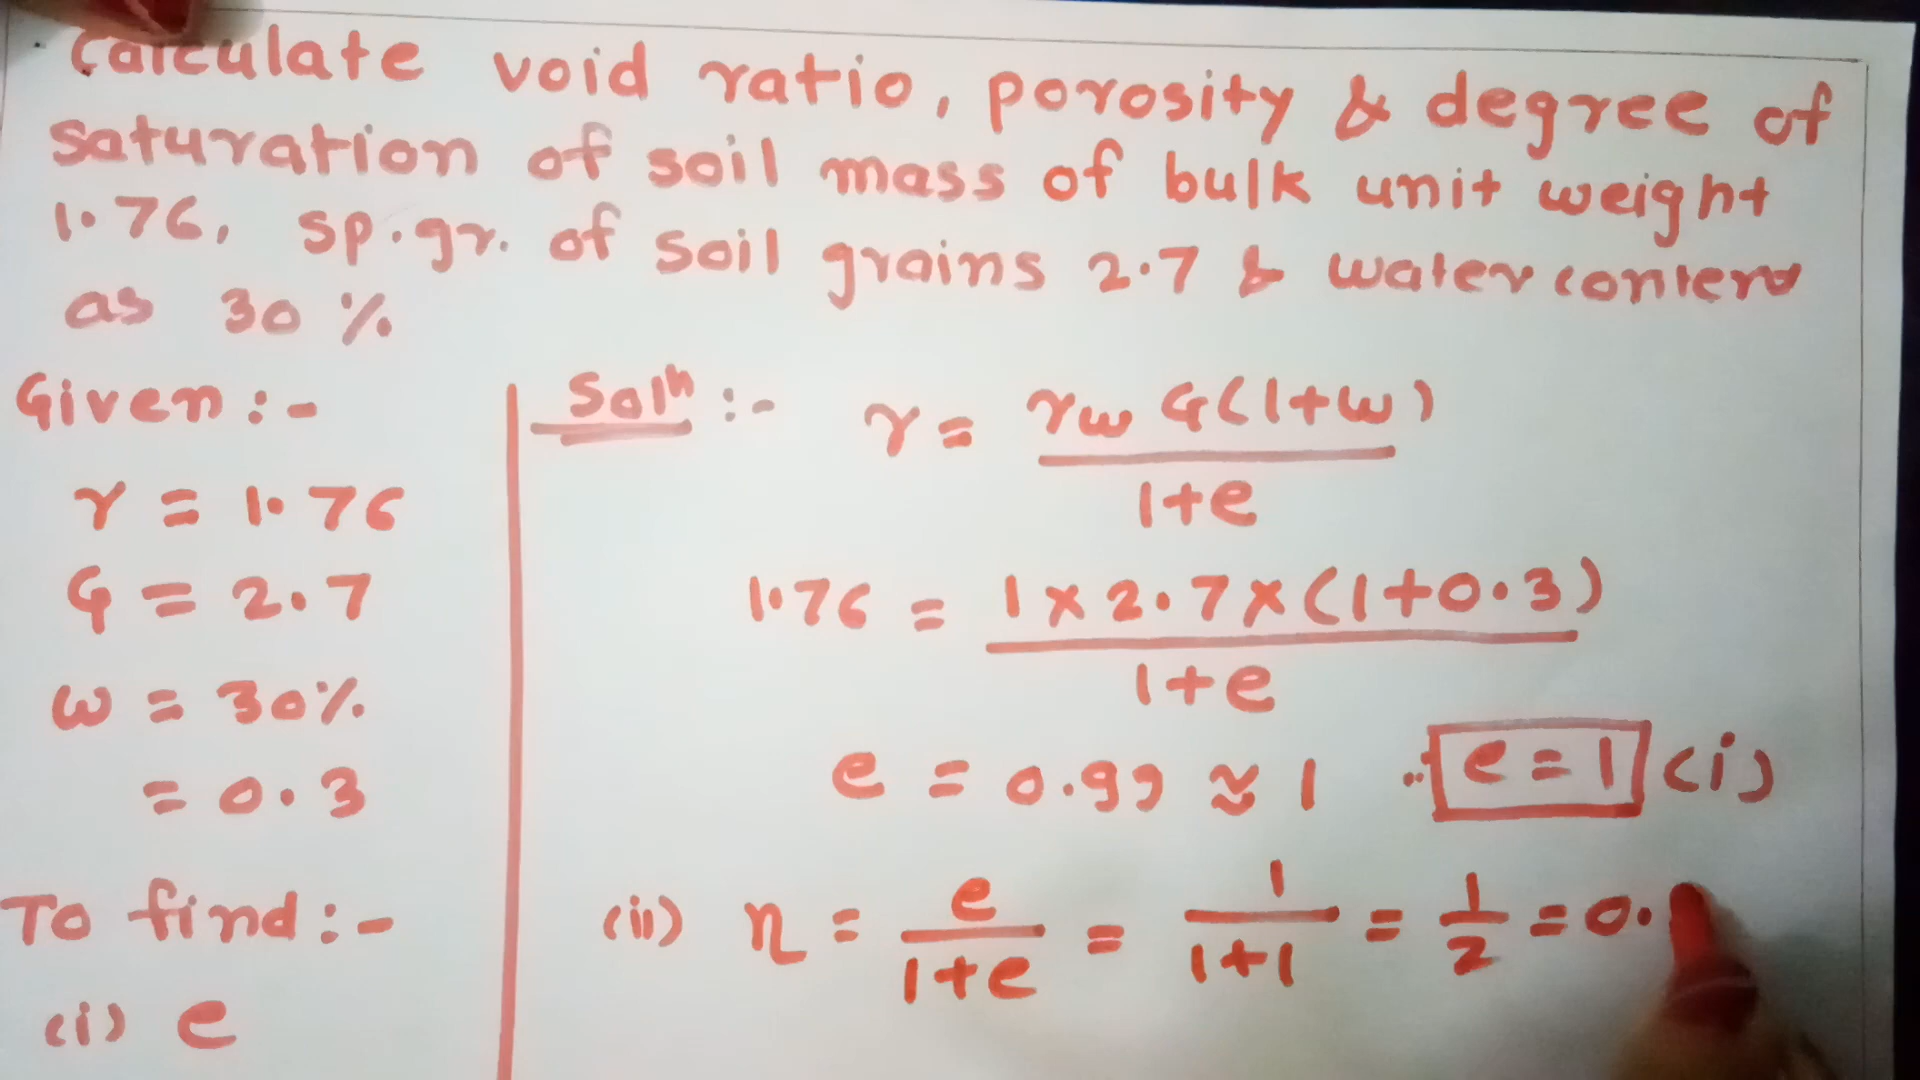 Calculate void ratio, porosity & degree of
saturation of soil mass of bulk unit weight
1.76, sp.gr. of soil grains 2.7 & water content
as 30 %
Given :-
γ = 1.76
G = 2.7
ω = 30%
= 0.3
To find :-
(i) e
Solⁿ :- γ = γω G(1+ω)
1+e
1.76 = 1 x 2.7 x (1+0.3)
1+e
e = 0.99 ≈ 1 ∴ e = 1 (i)
(ii) η = e/1+e = 1/1+1 = 1/2 = 0.